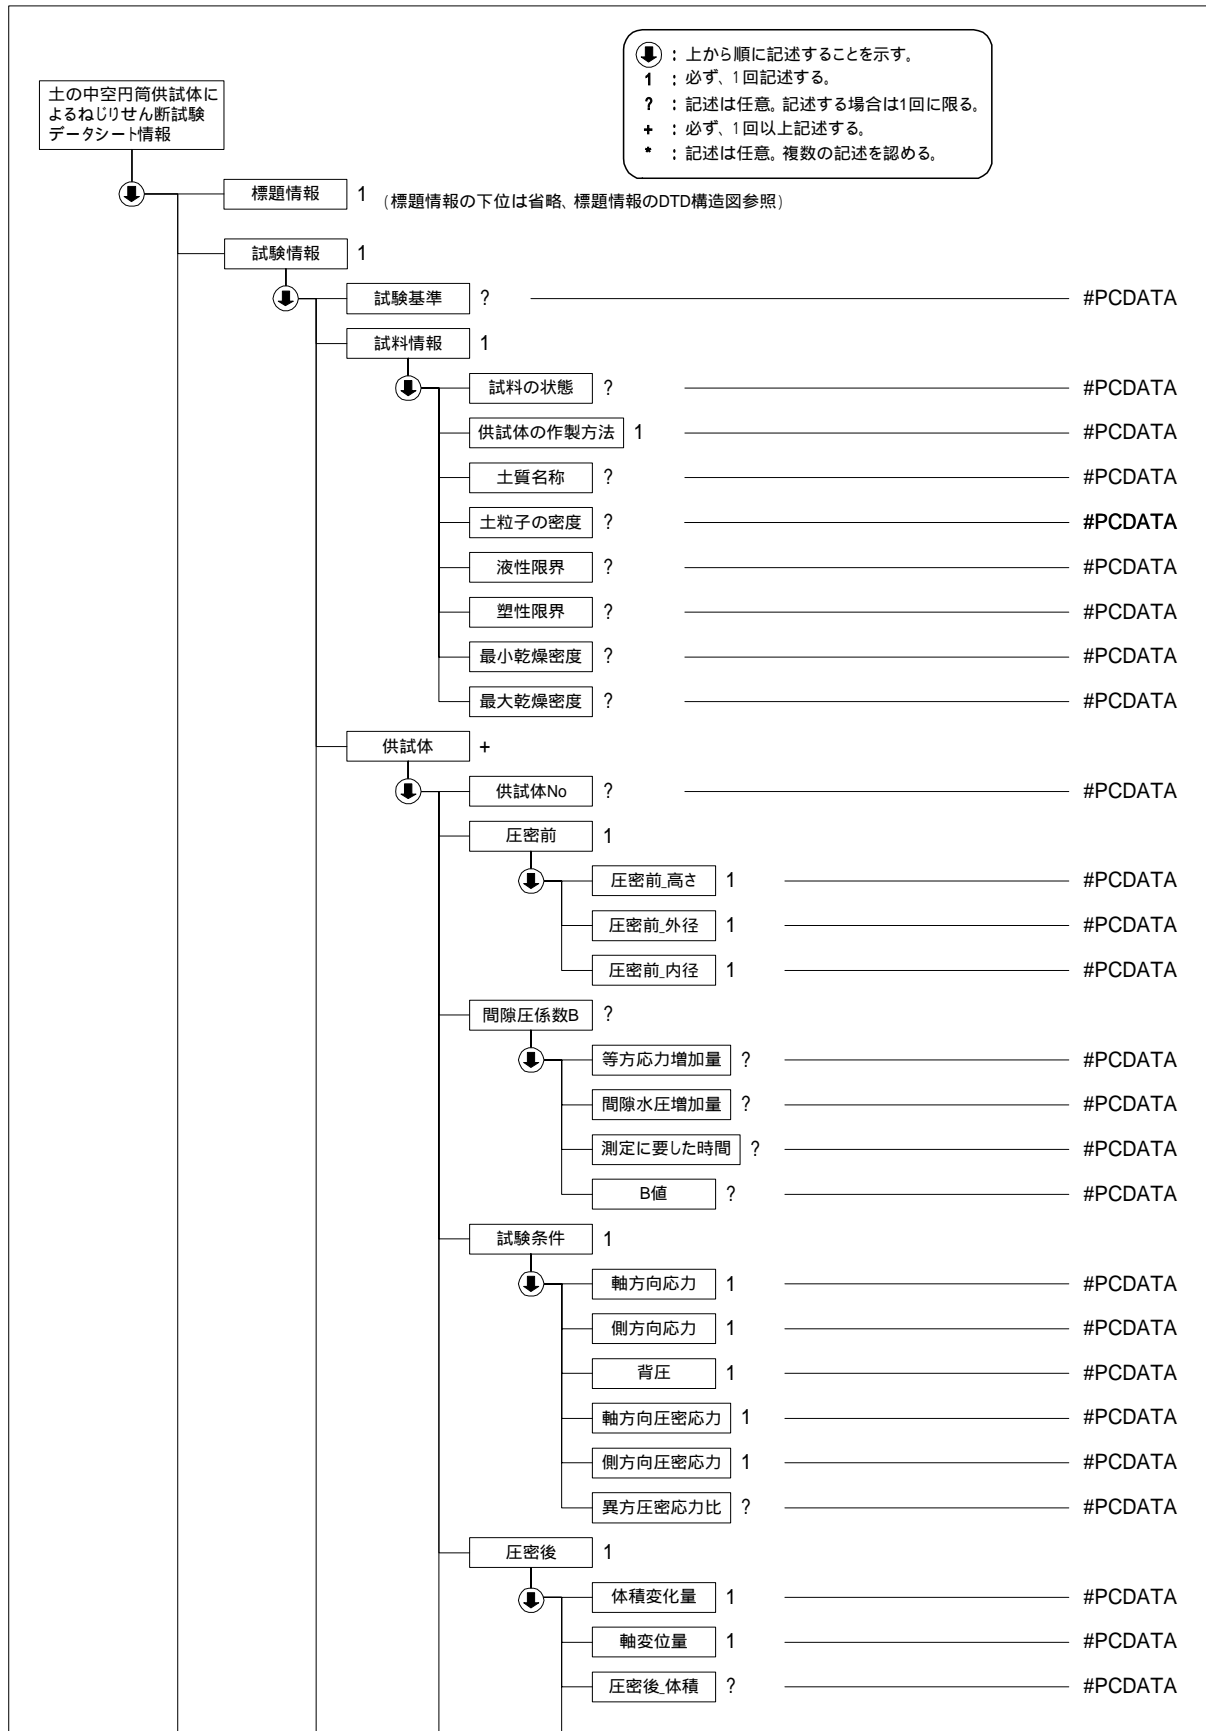 ：上から順に記述することを示す。
1 ：必ず、1回記述する。
? ：記述は任意。記述する場合は1回に限る。
+ ：必ず、1回以上記述する。
* ：記述は任意。複数の記述を認める。
土の中空円筒供試体に
よるねじりせん断試験
データシート情報
標題情報 1 (標題情報の下位は省略、標題情報のDTD構造図参照)
試験情報 1
試験基準 ? #PCDATA
試料情報 1
試料の状態 ? #PCDATA
供試体の作製方法 1 #PCDATA
土質名称 ? #PCDATA
土粒子の密度 ? #PCDATA
液性限界 ? #PCDATA
塑性限界 ? #PCDATA
最小乾燥密度 ? #PCDATA
最大乾燥密度 ? #PCDATA
供試体 +
供試体No ? #PCDATA
圧密前 1
圧密前_高さ 1 #PCDATA
圧密前_外径 1 #PCDATA
圧密前_内径 1 #PCDATA
間隙圧係数B ?
等方応力増加量 ? #PCDATA
間隙水圧増加量 ? #PCDATA
測定に要した時間 ? #PCDATA
B値 ? #PCDATA
試験条件 1
軸方向応力 1 #PCDATA
側方向応力 1 #PCDATA
背圧 1 #PCDATA
軸方向圧密応力 1 #PCDATA
側方向圧密応力 1 #PCDATA
異方圧密応力比 ? #PCDATA
圧密後 1
体積変化量 1 #PCDATA
軸変位量 1 #PCDATA
圧密後_体積 ? #PCDATA